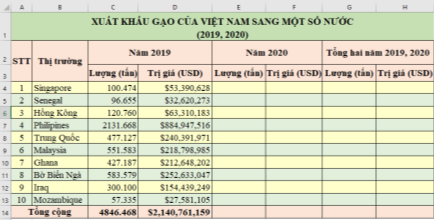 A B C D E F G H
1 XUẤT KHẨU GẠO CỦA VIỆT NAM SANG MỘT SỐ NƯỚC
(2019, 2020)
2 STT Thị trường Năm 2019 Năm 2020 Tổng hai năm 2019, 2020
3 Lượng (tấn) Trị giá (USD) Lượng (tấn) Trị giá (USD) Lượng (tấn) Trị giá (USD)
4 1 Singapore 100.474 $53,390,628
5 2 Senegal 96.655 $32,620,273
6 3 Hồng Kông 120.760 $63,310,183
7 4 Philipines 2131.668 $884,947,516
8 5 Trung Quốc 477.127 $240,391,971
9 6 Malaysia 551.583 $218,798,985
10 7 Ghana 427.187 $212,648,202
11 8 Bờ Biển Ngà 583.579 $252,633,047
12 9 Iraq 300.100 $154,439,249
13 10 Mozambique 57.335 $27,581,105
14 Tổng cộng 4846.468 $2,140,761,159